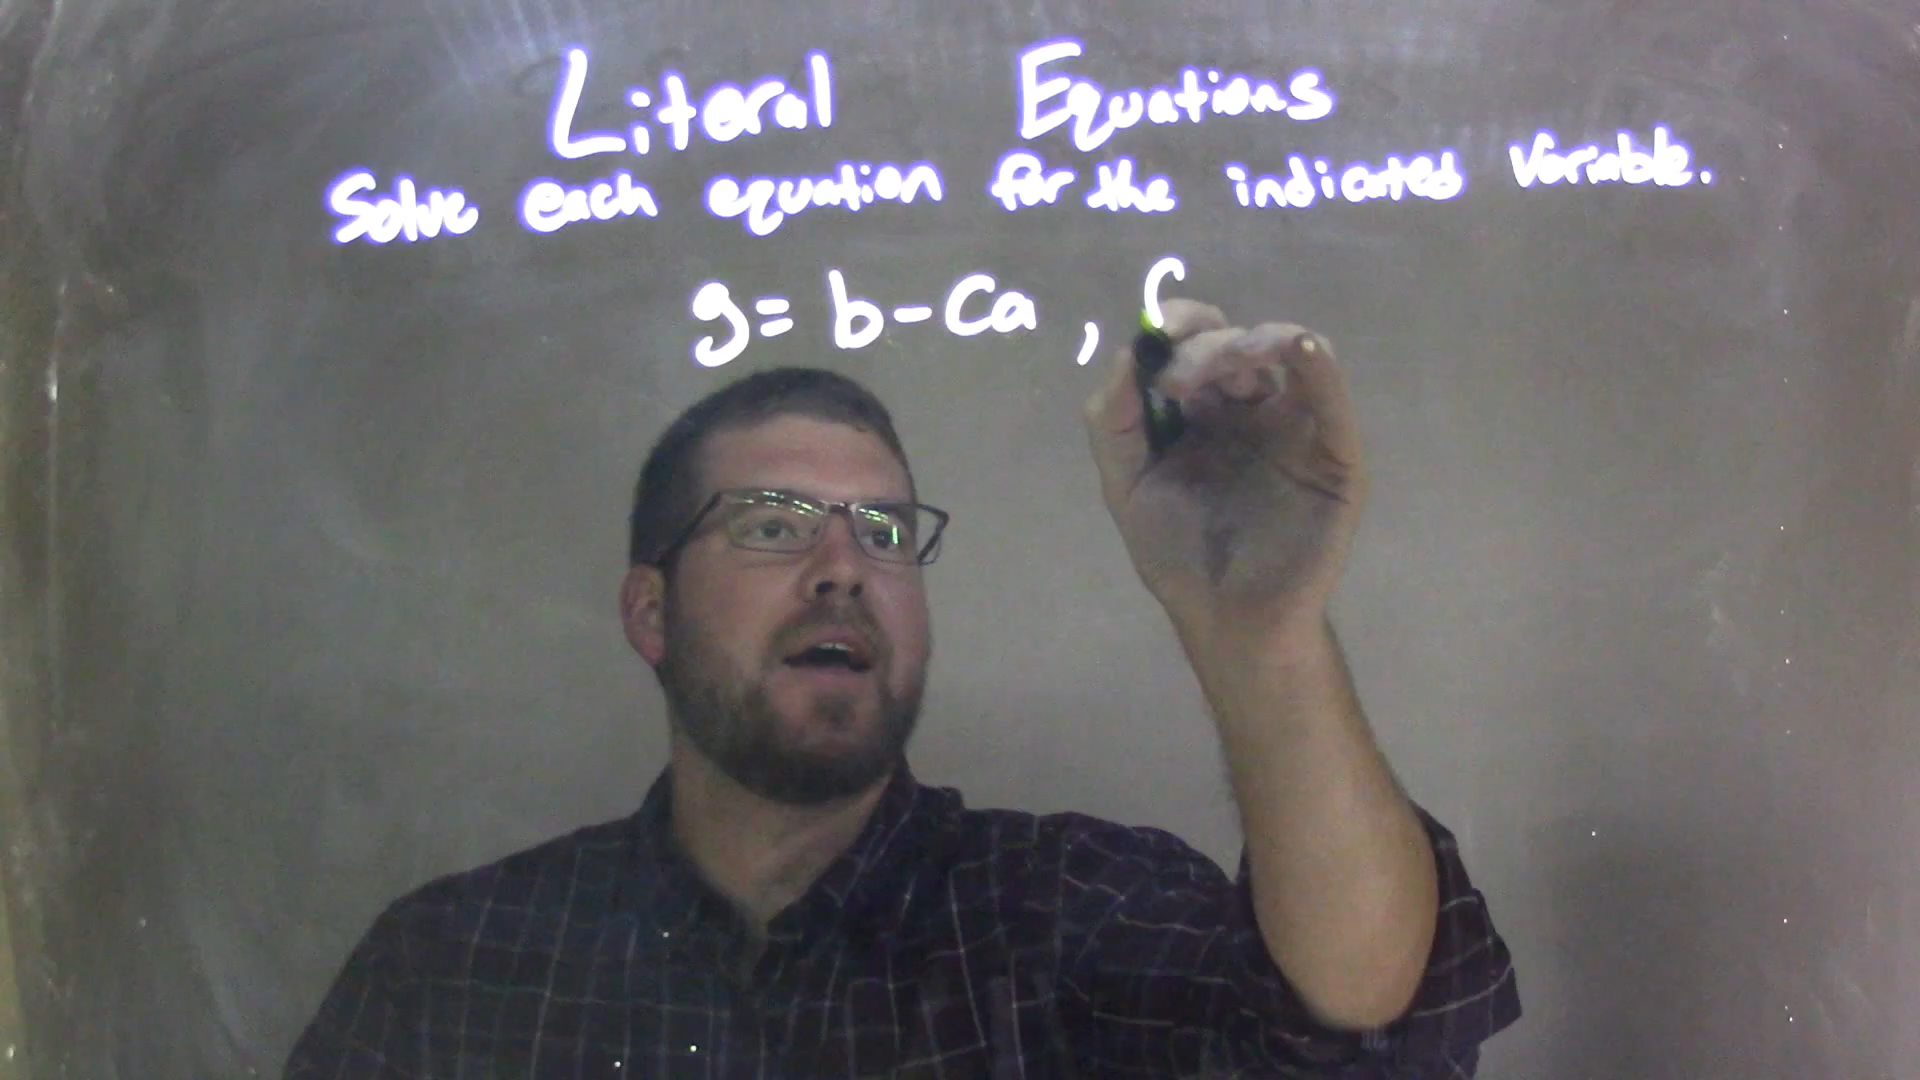 Literal Equations
Solve each equation for the indicated variable.
g = b - ca ,